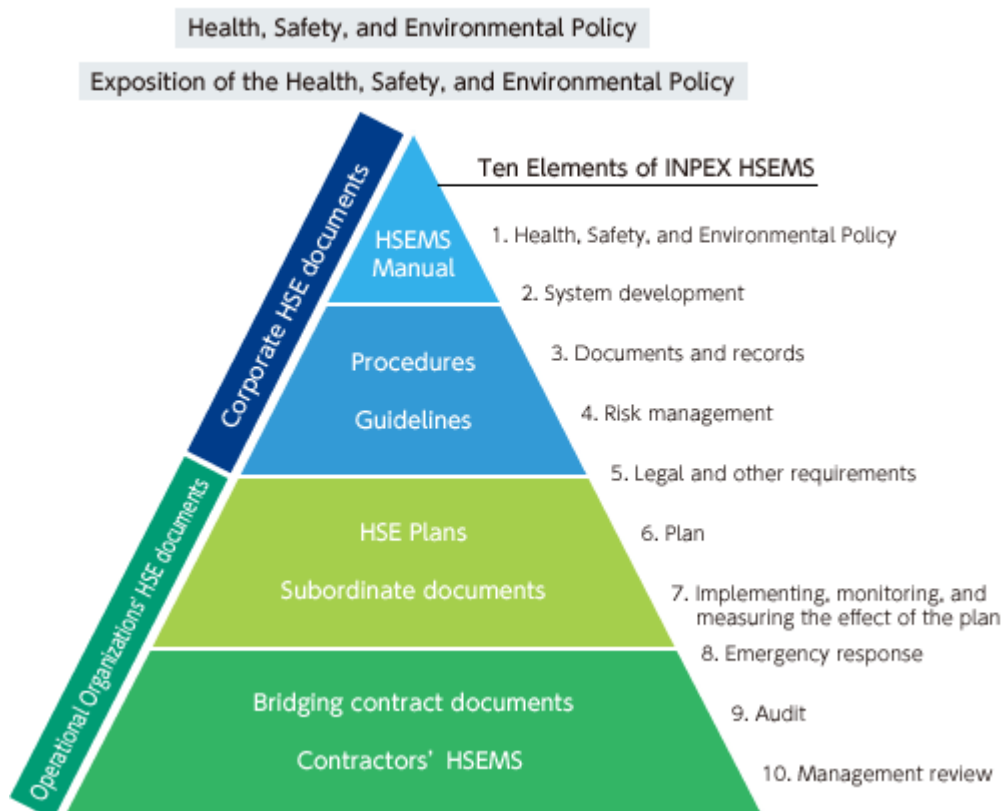 Health, Safety, and Environmental Policy
Exposition of the Health, Safety, and Environmental Policy
Corporate HSE documents
Operational Organizations' HSE documents
HSEMS
Manual
Procedures
Guidelines
HSE Plans
Subordinate documents
Bridging contract documents
Contractors' HSEMS
Ten Elements of INPEX HSEMS
1. Health, Safety, and Environmental Policy
2. System development
3. Documents and records
4. Risk management
5. Legal and other requirements
6. Plan
7. Implementing, monitoring, and
measuring the effect of the plan
8. Emergency response
9. Audit
10. Management review